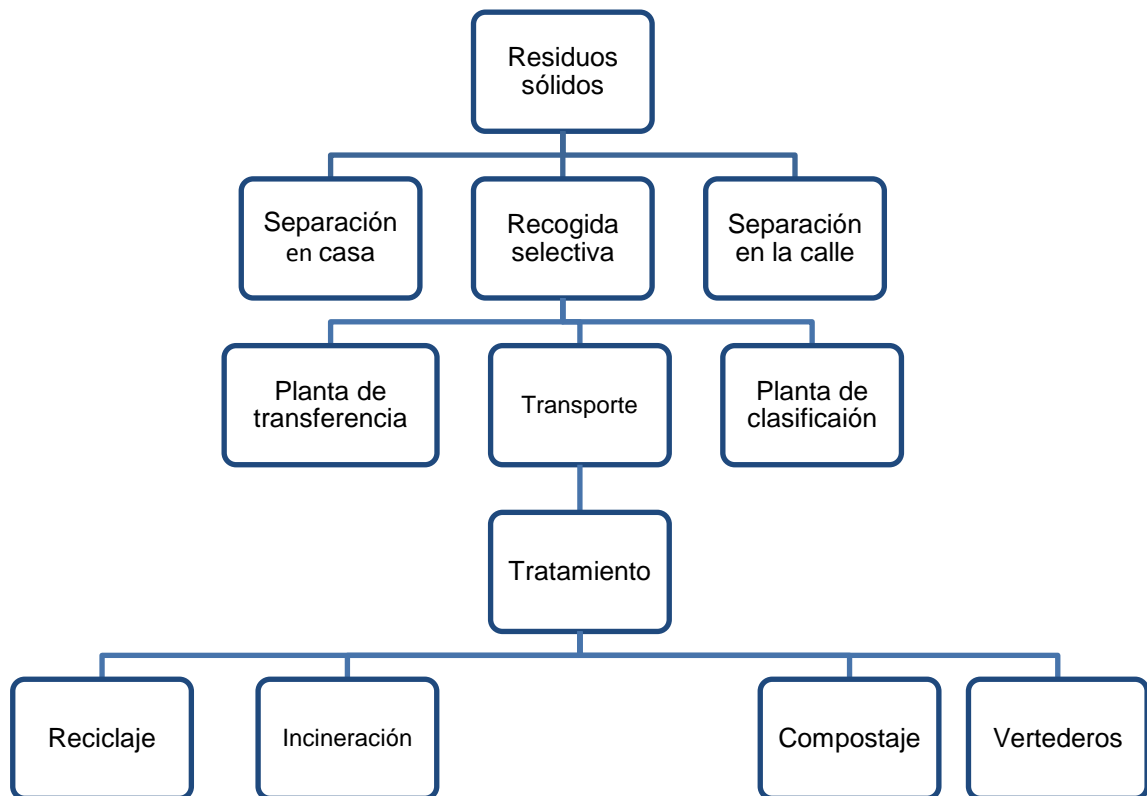 Residuos
sólidos
Separación
en casa
Recogida
selectiva
Separación
en la calle
Planta de
transferencia
Transporte
Planta de
clasificaión
Tratamiento
Reciclaje
Incineración
Compostaje
Vertederos